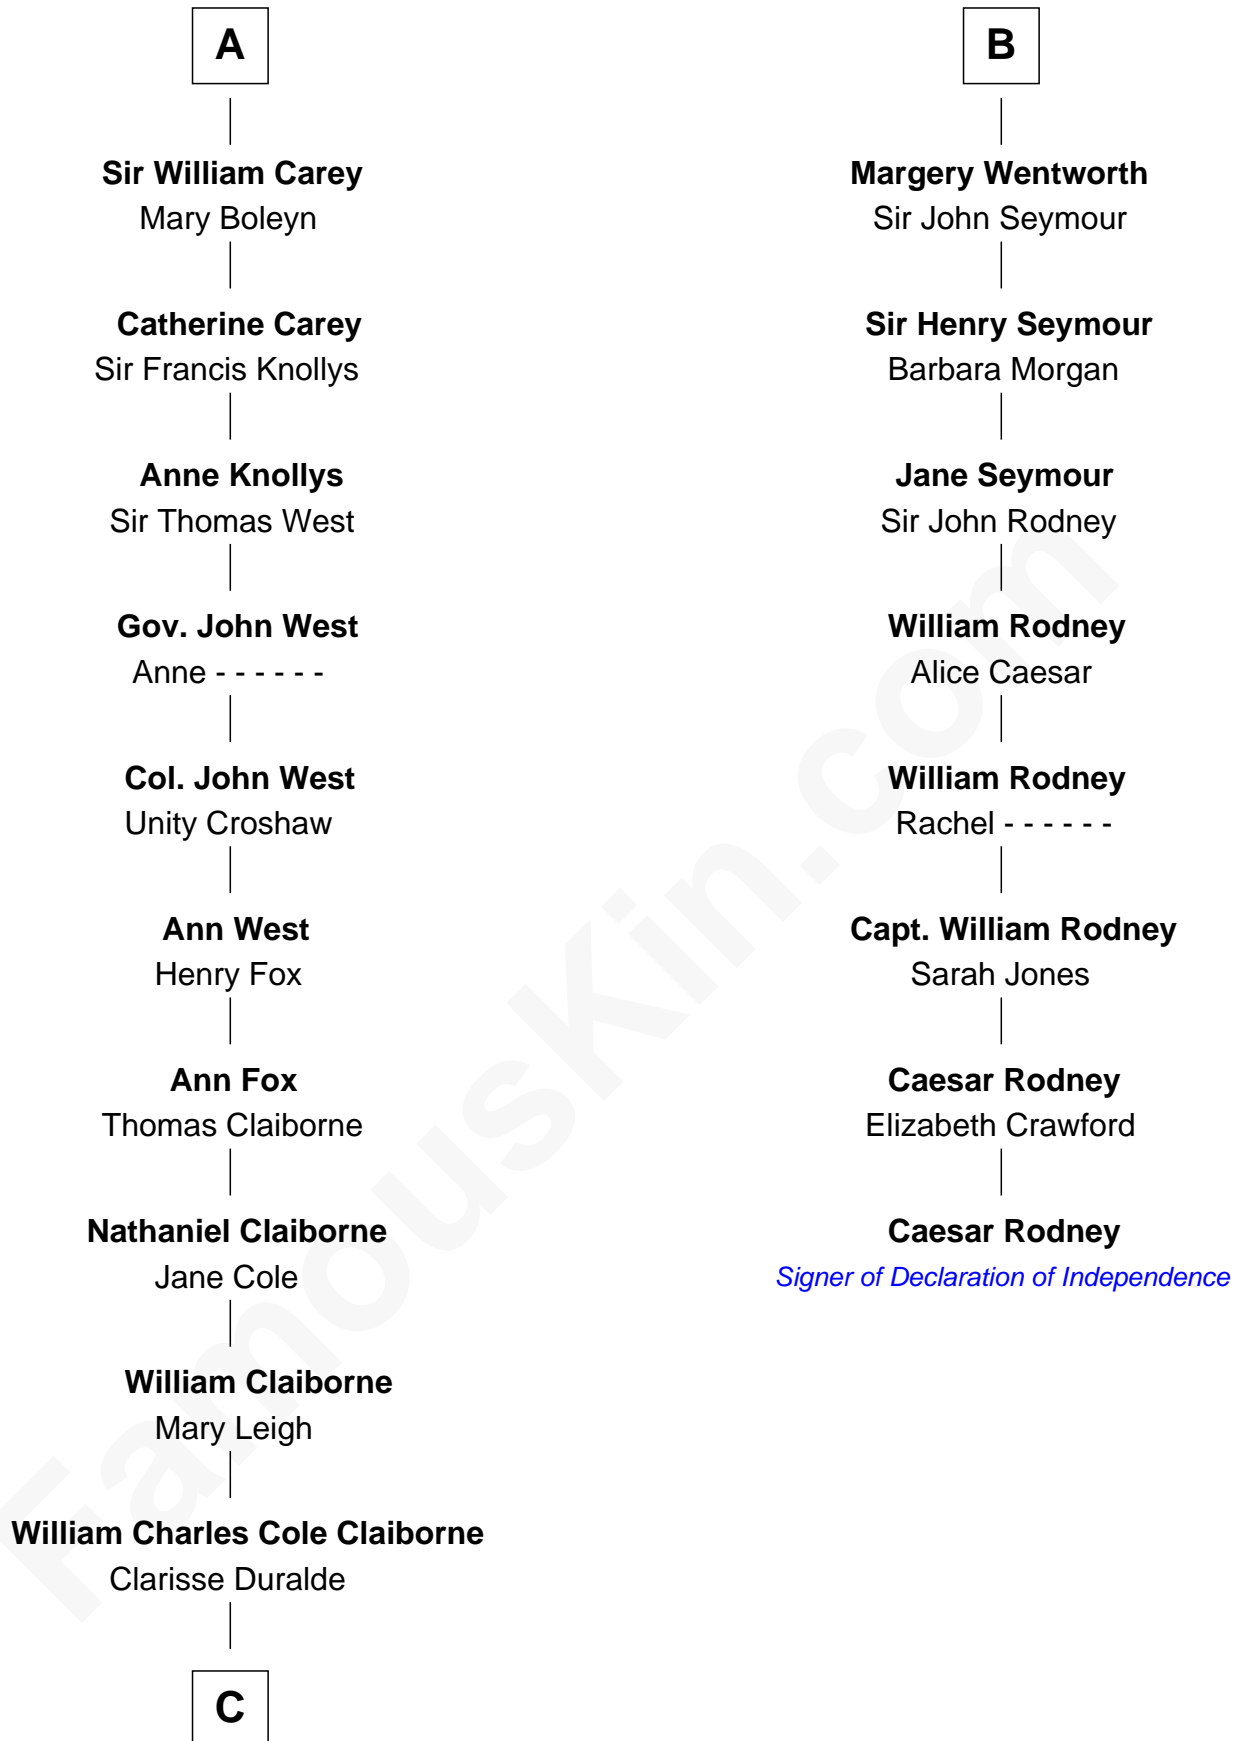 A
Sir William Carey
Mary Boleyn
Catherine Carey
Sir Francis Knollys
Anne Knollys
Sir Thomas West
Gov. John West
Anne - - - - - -
Col. John West
Unity Croshaw
Ann West
Henry Fox
Ann Fox
Thomas Claiborne
Nathaniel Claiborne
Jane Cole
William Claiborne
Mary Leigh
William Charles Cole Claiborne
Clarisse Duralde
C
B
Margery Wentworth
Sir John Seymour
Sir Henry Seymour
Barbara Morgan
Jane Seymour
Sir John Rodney
William Rodney
Alice Caesar
William Rodney
Rachel - - - - - -
Capt. William Rodney
Sarah Jones
Caesar Rodney
Elizabeth Crawford
Caesar Rodney
Signer of Declaration of Independence
FamousKin.com